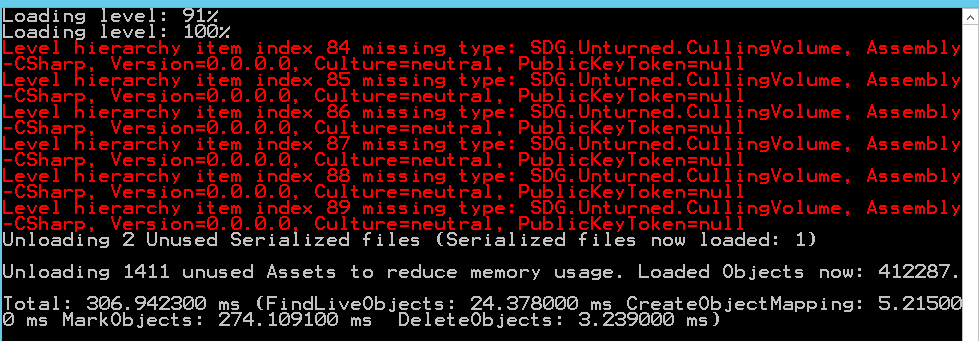 Loading level: 91%
Loading level: 100%
Level hierarchy item index 84 missing type: SDG.Unturned.CullingVolume, Assembly
-CSharp, Version=0.0.0.0, Culture=neutral, PublicKeyToken=null
Level hierarchy item index 85 missing type: SDG.Unturned.CullingVolume, Assembly
-CSharp, Version=0.0.0.0, Culture=neutral, PublicKeyToken=null
Level hierarchy item index 86 missing type: SDG.Unturned.CullingVolume, Assembly
-CSharp, Version=0.0.0.0, Culture=neutral, PublicKeyToken=null
Level hierarchy item index 87 missing type: SDG.Unturned.CullingVolume, Assembly
-CSharp, Version=0.0.0.0, Culture=neutral, PublicKeyToken=null
Level hierarchy item index 88 missing type: SDG.Unturned.CullingVolume, Assembly
-CSharp, Version=0.0.0.0, Culture=neutral, PublicKeyToken=null
Level hierarchy item index 89 missing type: SDG.Unturned.CullingVolume, Assembly
-CSharp, Version=0.0.0.0, Culture=neutral, PublicKeyToken=null
Unloading 2 Unused Serialized files (Serialized files now loaded: 1)
Unloading 1411 unused Assets to reduce memory usage. Loaded Objects now: 412287.
Total: 306.942300 ms (FindLiveObjects: 24.378000 ms CreateObjectMapping: 5.21500
0 ms MarkObjects: 274.109100 ms  DeleteObjects: 3.239000 ms)